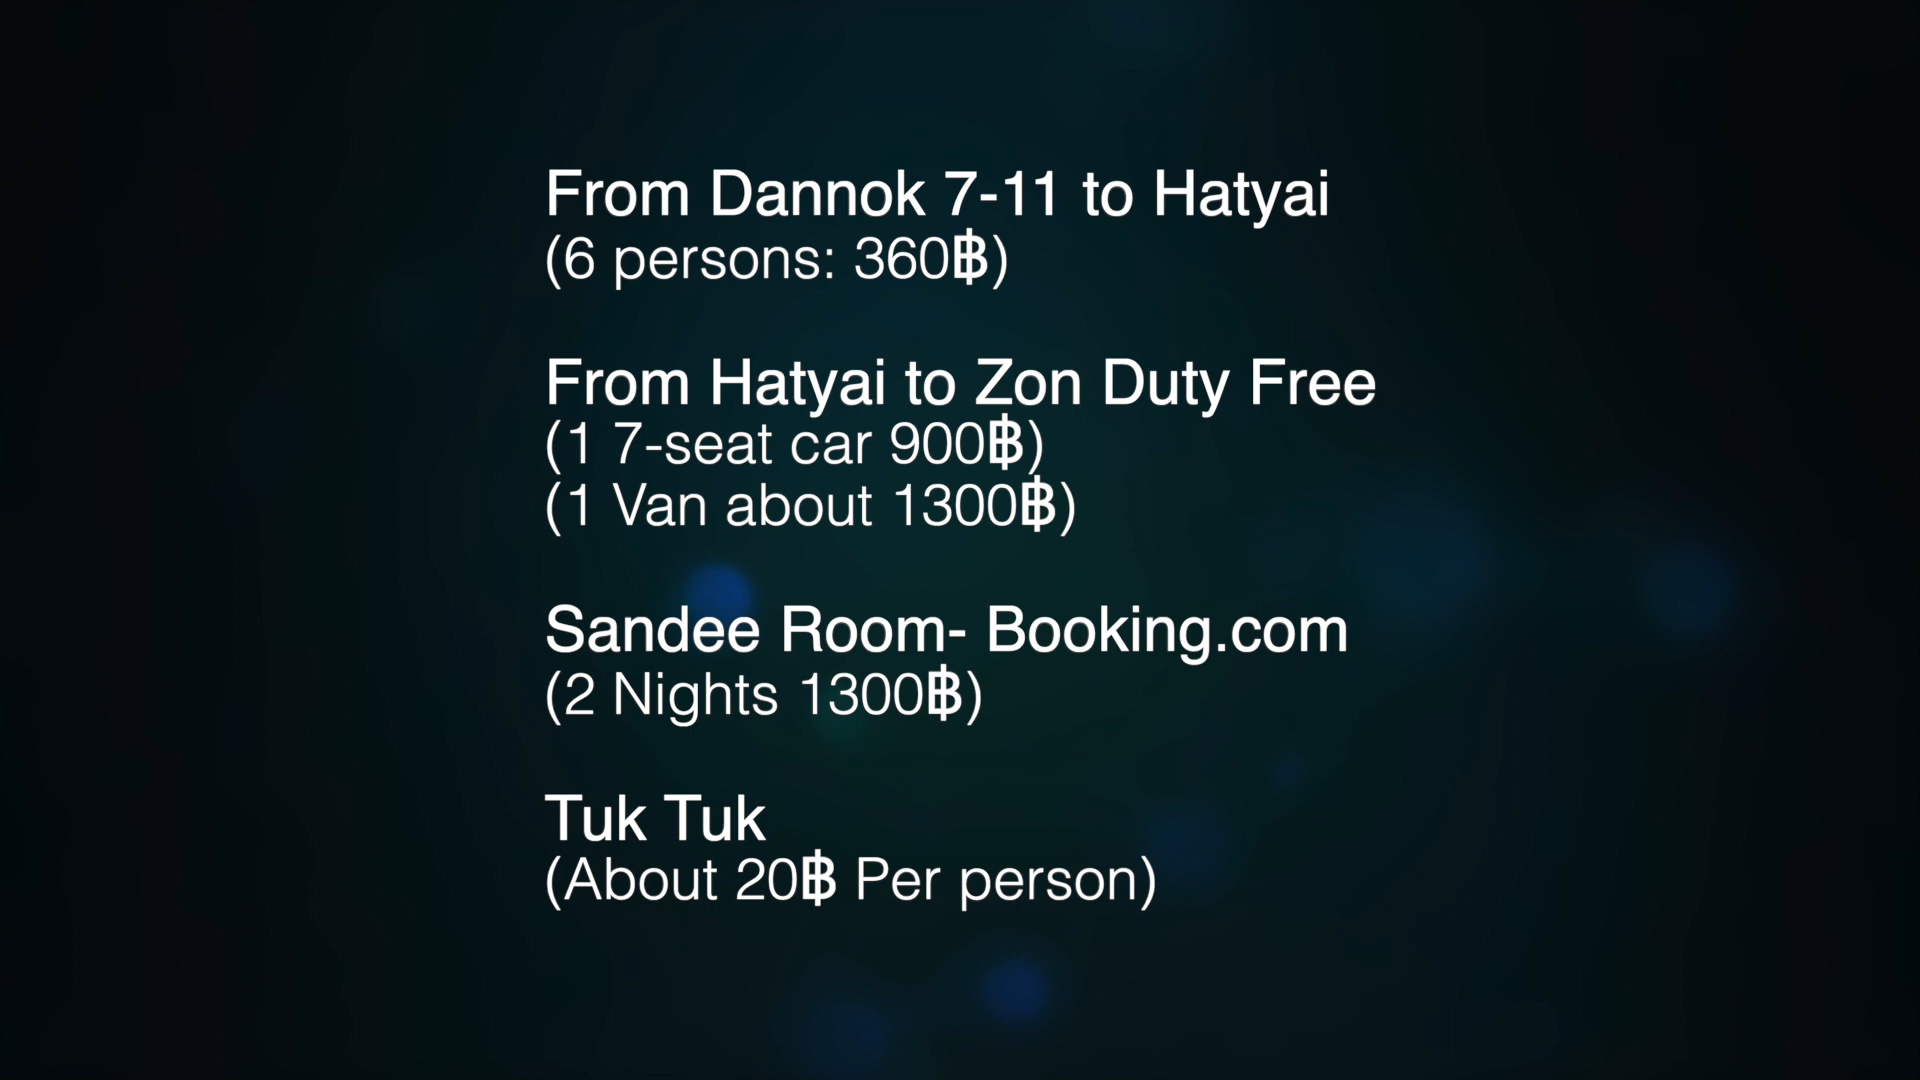 From Dannok 7-11 to Hatyai
(6 persons: 360฿)
From Hatyai to Zon Duty Free
(1 7-seat car 900฿)
(1 Van about 1300฿)
Sandee Room- Booking.com
(2 Nights 1300฿)
Tuk Tuk
(About 20฿ Per person)